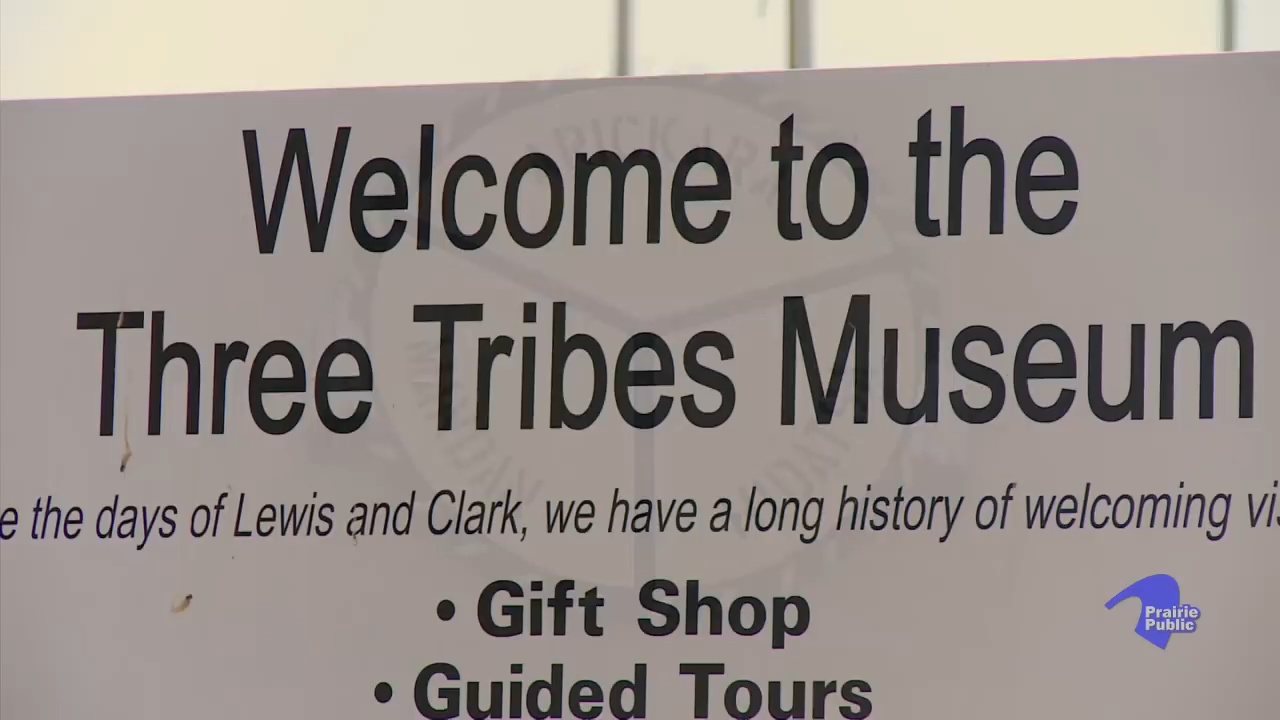 Welcome to the
Three Tribes Museum
e the days of Lewis and Clark, we have a long history of welcoming
• Gift Shop
• Guided Tours
MANDAN
Prairie
Public